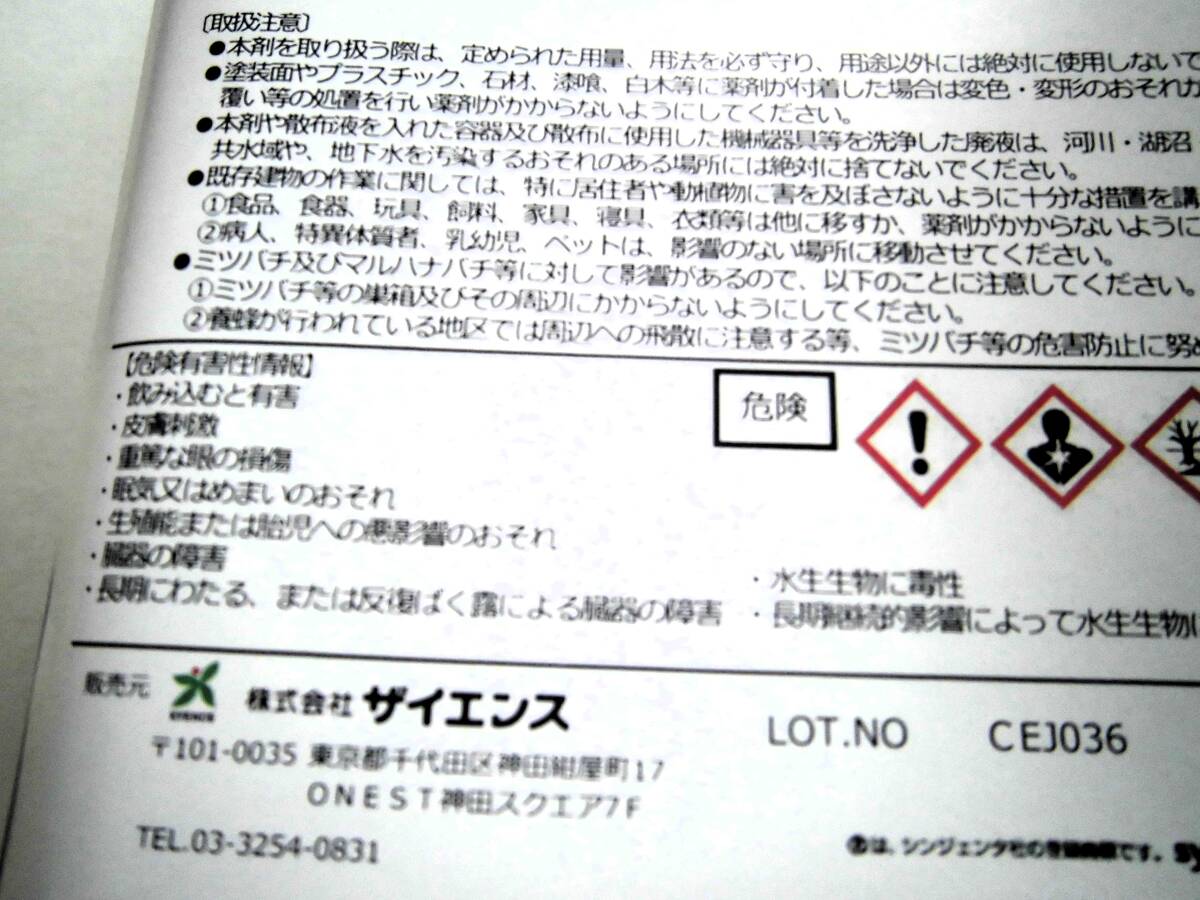 〔取扱注意〕
●本剤を取り扱う際は、定められた用量、用法を必ず守り、用途以外には絶対に使用しないで
●塗装面やプラスチック、石材、漆喰、白木等に薬剤が付着した場合は変色・変形のおそれが
覆い等の処置を行い薬剤がかからないようにしてください。
●本剤や散布液を入れた容器及び散布に使用した機械器具等を洗浄した廃液は、河川・湖沼・
共水域や、地下水を汚染するおそれのある場所には絶対に捨てないでください。
●既存建物の作業に関しては、特に居住者や動植物に害を及ぼさないように十分な措置を講
①食品、食器、玩具、飼料、家具、寝具、衣類等は他に移すか、薬剤がかからないように
②病人、特異体質者、乳幼児、ペットは、影響のない場所に移動させてください。
●ミツバチ及びマルハナバチ等に対して影響があるので、以下のことに注意してください。
①ミツバチ等の巣箱及びその周辺にかからないようにしてください。
②養蜂が行われている地区では周辺への飛散に注意する等、ミツバチ等の危害防止に努め
【危険有害性情報】
・飲み込むと有害
・皮膚刺激
・重篤な眼の損傷
・眠気又はめまいのおそれ
・生殖能または胎児への悪影響のおそれ
・臓器の障害
・長期にわたる、または反復ばく露による臓器の障害
危険
・水生生物に毒性
・長期継続的影響によって水生生物に
販売元 株式会社 ザイエンス
〒101-0035 東京都千代田区神田紺屋町17
ONEST神田スクエア7F
TEL.03-3254-0831
LOT.NO CEJ036
は、シンジェンタ社の登録商標です。